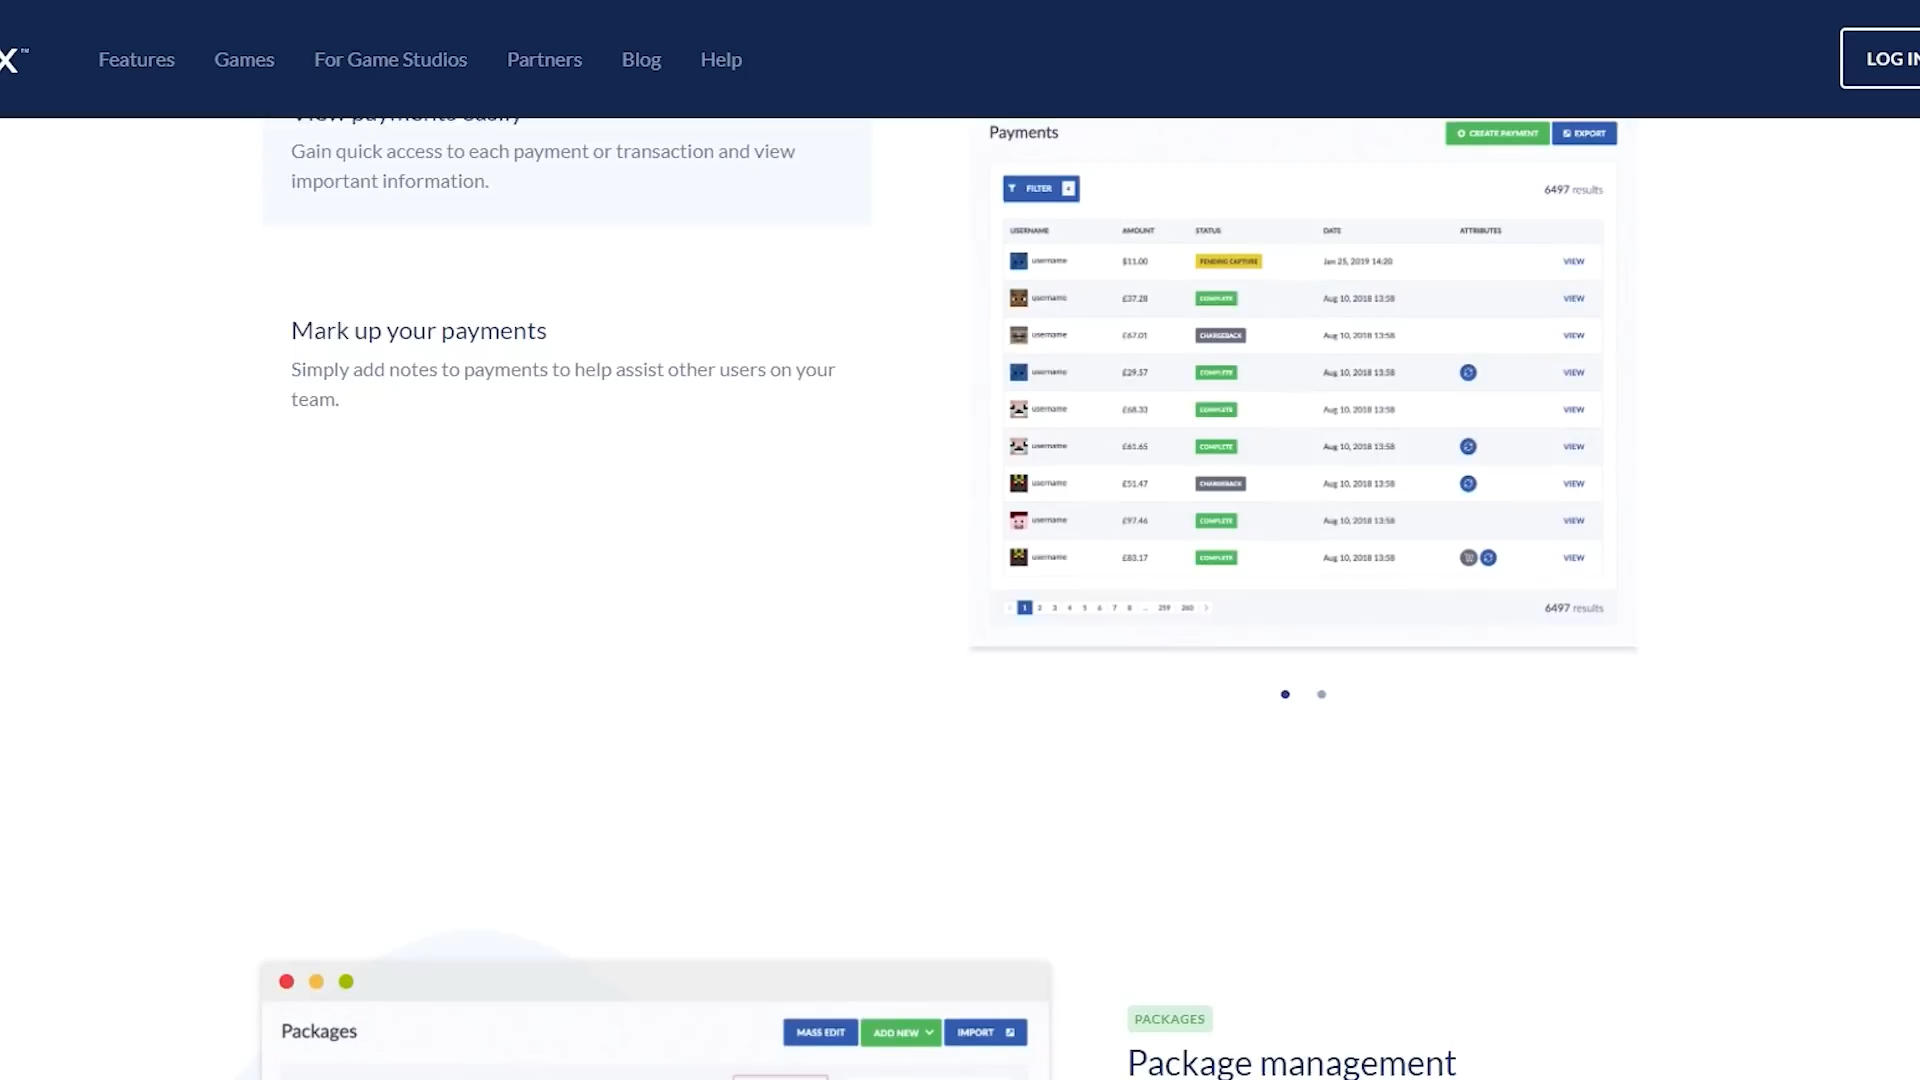 X™
Features Games For Game Studios Partners Blog Help
LOG IN
View payments easily
Gain quick access to each payment or transaction and view
important information.
Mark up your payments
Simply add notes to payments to help assist other users on your
team.
Payments CREATE PAYMENT EXPORT
FILTER 4 6497 results
USERNAME AMOUNT STATUS DATE ATTRIBUTES
username $11.00 PENDING CAPTURE Jan 25, 2019 14:20 VIEW
username £37.28 COMPLETE Aug 10, 2018 13:58 VIEW
username £67.01 CHARGEBACK Aug 10, 2018 13:58 VIEW
username £29.57 COMPLETE Aug 10, 2018 13:58 VIEW
username £68.33 COMPLETE Aug 10, 2018 13:58 VIEW
username £61.65 COMPLETE Aug 10, 2018 13:58 VIEW
username £51.47 CHARGEBACK Aug 10, 2018 13:58 VIEW
username £97.46 COMPLETE Aug 10, 2018 13:58 VIEW
username £83.17 COMPLETE Aug 10, 2018 13:58 VIEW
1 2 3 4 5 6 7 8 ... 259 260 6497 results
Packages MASS EDIT ADD NEW IMPORT
PACKAGES
Package management